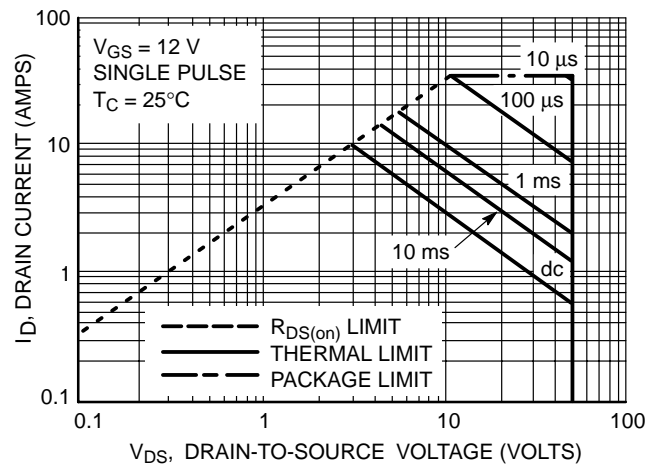 100
10
1
0.1
I_D, DRAIN CURRENT (AMPS)
V_GS = 12 V
SINGLE PULSE
T_C = 25°C
10 µs
100 µs
1 ms
10 ms
dc
R_DS(on) LIMIT
THERMAL LIMIT
PACKAGE LIMIT
0.1 1 10 100
V_DS, DRAIN-TO-SOURCE VOLTAGE (VOLTS)